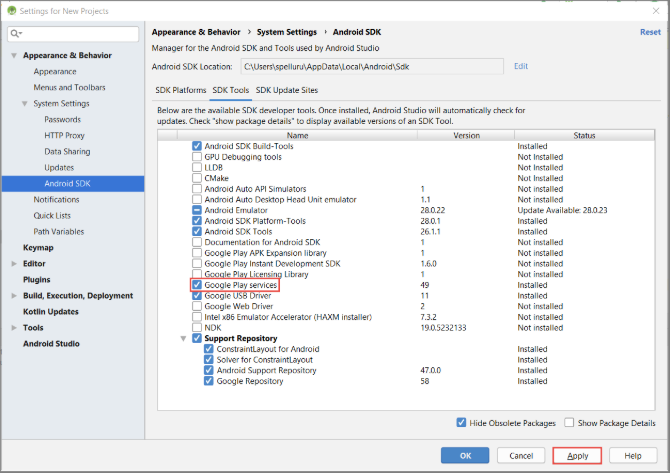 Settings for New Projects
Appearance & Behavior
Appearance
Menus and Toolbars
System Settings
Passwords
HTTP Proxy
Data Sharing
Updates
Android SDK
Notifications
Quick Lists
Path Variables
Keymap
Editor
Plugins
Build, Execution, Deployment
Kotlin Updates
Tools
Android Studio
Appearance & Behavior › System Settings › Android SDK Reset
Manager for the Android SDK and Tools used by Android Studio
Android SDK Location: C:\Users\spelluru\AppData\Local\Android\Sdk Edit
SDK Platforms SDK Tools SDK Update Sites
Below are the available SDK developer tools. Once installed, Android Studio will automatically check for
updates. Check "show package details" to display available versions of an SDK Tool.
Name Version Status
Android SDK Build-Tools Installed
GPU Debugging tools Not Installed
LLDB Not Installed
CMake Not Installed
Android Auto API Simulators 1 Not installed
Android Auto Desktop Head Unit emulator 1.1 Not installed
Android Emulator 28.0.22 Update Available: 28.0.23
Android SDK Platform-Tools 28.0.1 Installed
Android SDK Tools 26.1.1 Installed
Documentation for Android SDK 1 Not installed
Google Play APK Expansion library 1 Not installed
Google Play Instant Development SDK 1.6.0 Not installed
Google Play Licensing Library 1 Not installed
Google Play services 49 Installed
Google USB Driver 11 Installed
Google Web Driver 2 Not installed
Intel x86 Emulator Accelerator (HAXM installer) 7.3.2 Not installed
NDK 19.0.5232133 Not installed
Support Repository
ConstraintLayout for Android Installed
Solver for ConstraintLayout Installed
Android Support Repository 47.0.0 Installed
Google Repository 58 Installed
Hide Obsolete Packages Show Package Details
OK Cancel Apply Help